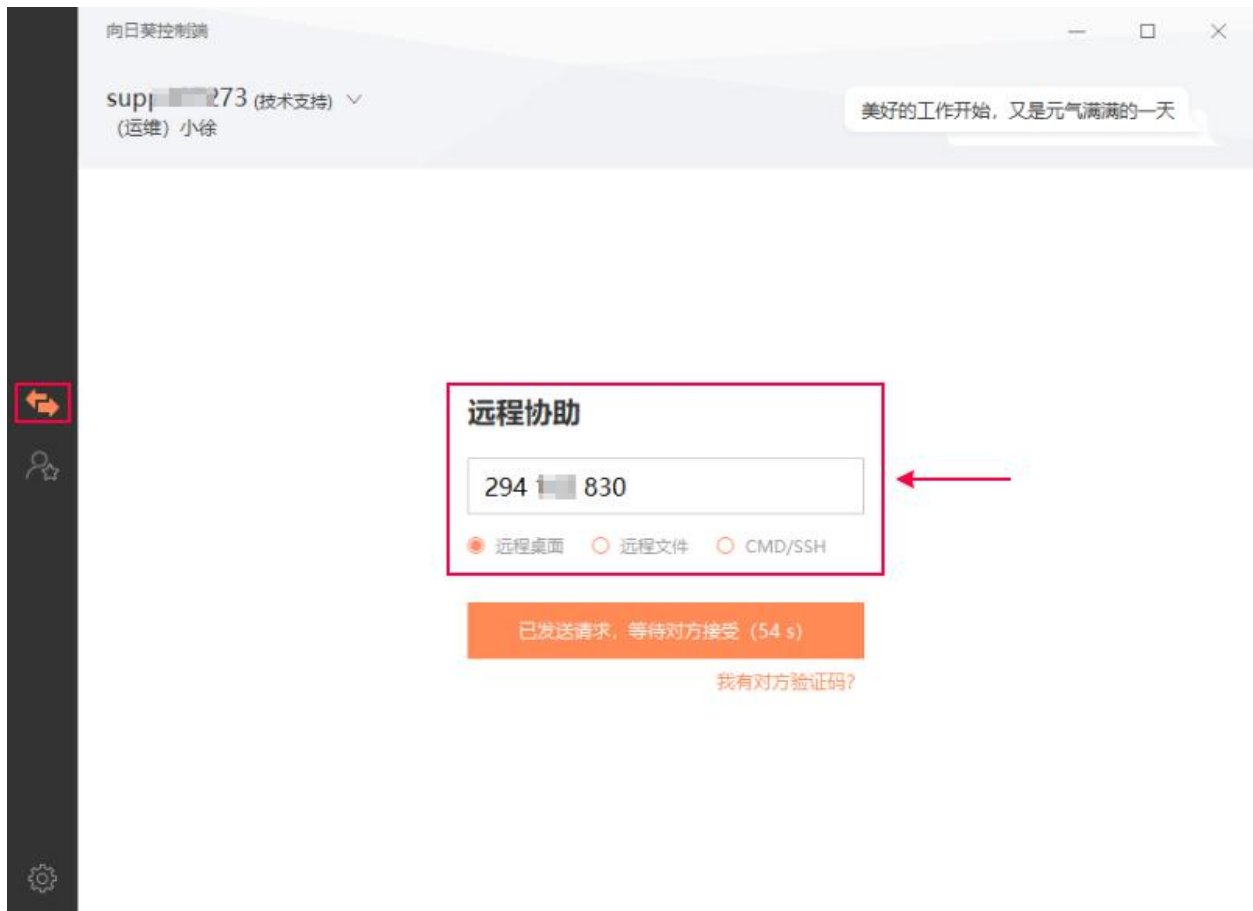 向日葵控制端
supp 273 (技术支持)
（运维）小徐
美好的工作开始，又是元气满满的一天
远程协助
294 830
远程桌面 远程文件 CMD/SSH
已发送请求，等待对方接受（54 s）
我有对方验证码?